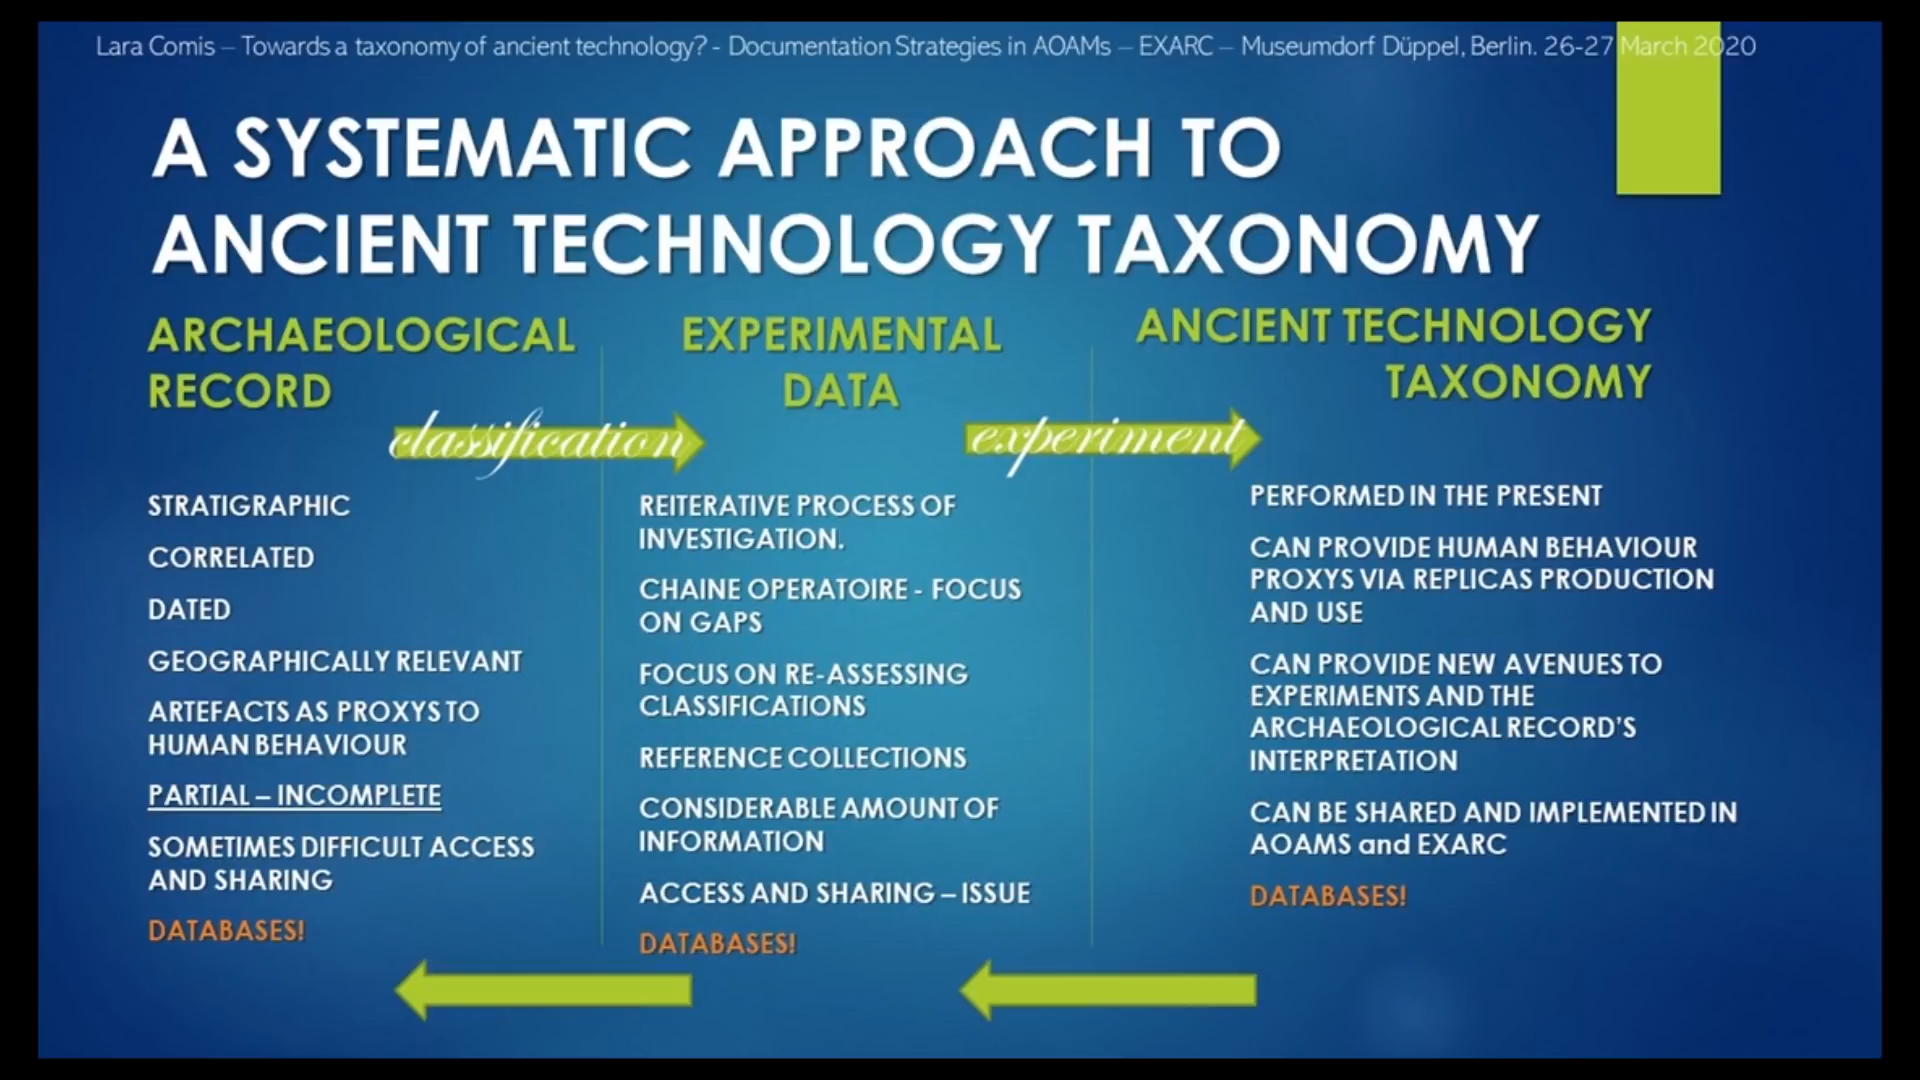 Lara Comis – Towards a taxonomy of ancient technology? - Documentation Strategies in AOAMs – EXARC – Museumdorf Düppel, Berlin. 26-27 March 2020
A SYSTEMATIC APPROACH TO
ANCIENT TECHNOLOGY TAXONOMY
ARCHAEOLOGICAL
RECORD
classification
STRATIGRAPHIC
CORRELATED
DATED
GEOGRAPHICALLY RELEVANT
ARTEFACTS AS PROXYS TO
HUMAN BEHAVIOUR
PARTIAL – INCOMPLETE
SOMETIMES DIFFICULT ACCESS
AND SHARING
DATABASES!
EXPERIMENTAL
DATA
experiment
REITERATIVE PROCESS OF
INVESTIGATION.
CHAINE OPERATOIRE - FOCUS
ON GAPS
FOCUS ON RE-ASSESSING
CLASSIFICATIONS
REFERENCE COLLECTIONS
CONSIDERABLE AMOUNT OF
INFORMATION
ACCESS AND SHARING – ISSUE
DATABASES!
ANCIENT TECHNOLOGY
TAXONOMY
PERFORMED IN THE PRESENT
CAN PROVIDE HUMAN BEHAVIOUR
PROXYS VIA REPLICAS PRODUCTION
AND USE
CAN PROVIDE NEW AVENUES TO
EXPERIMENTS AND THE
ARCHAEOLOGICAL RECORD'S
INTERPRETATION
CAN BE SHARED AND IMPLEMENTED IN
AOAMS and EXARC
DATABASES!